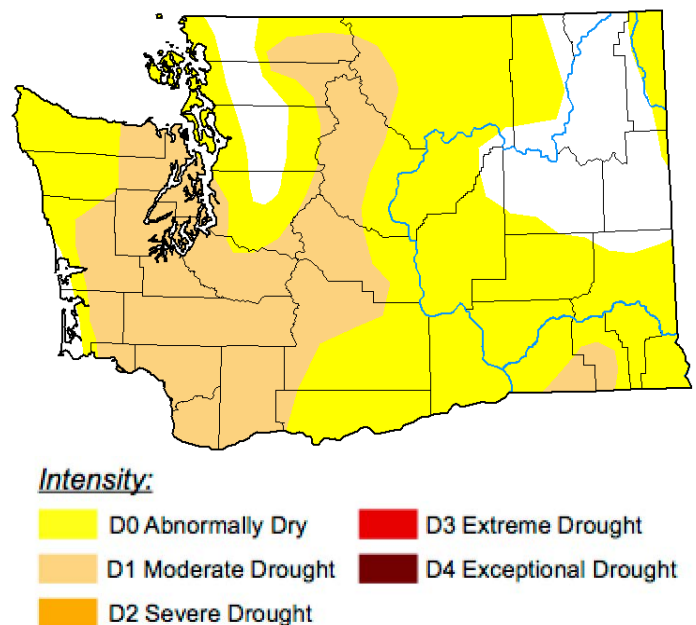 Intensity:
D0 Abnormally Dry
D1 Moderate Drought
D2 Severe Drought
D3 Extreme Drought
D4 Exceptional Drought